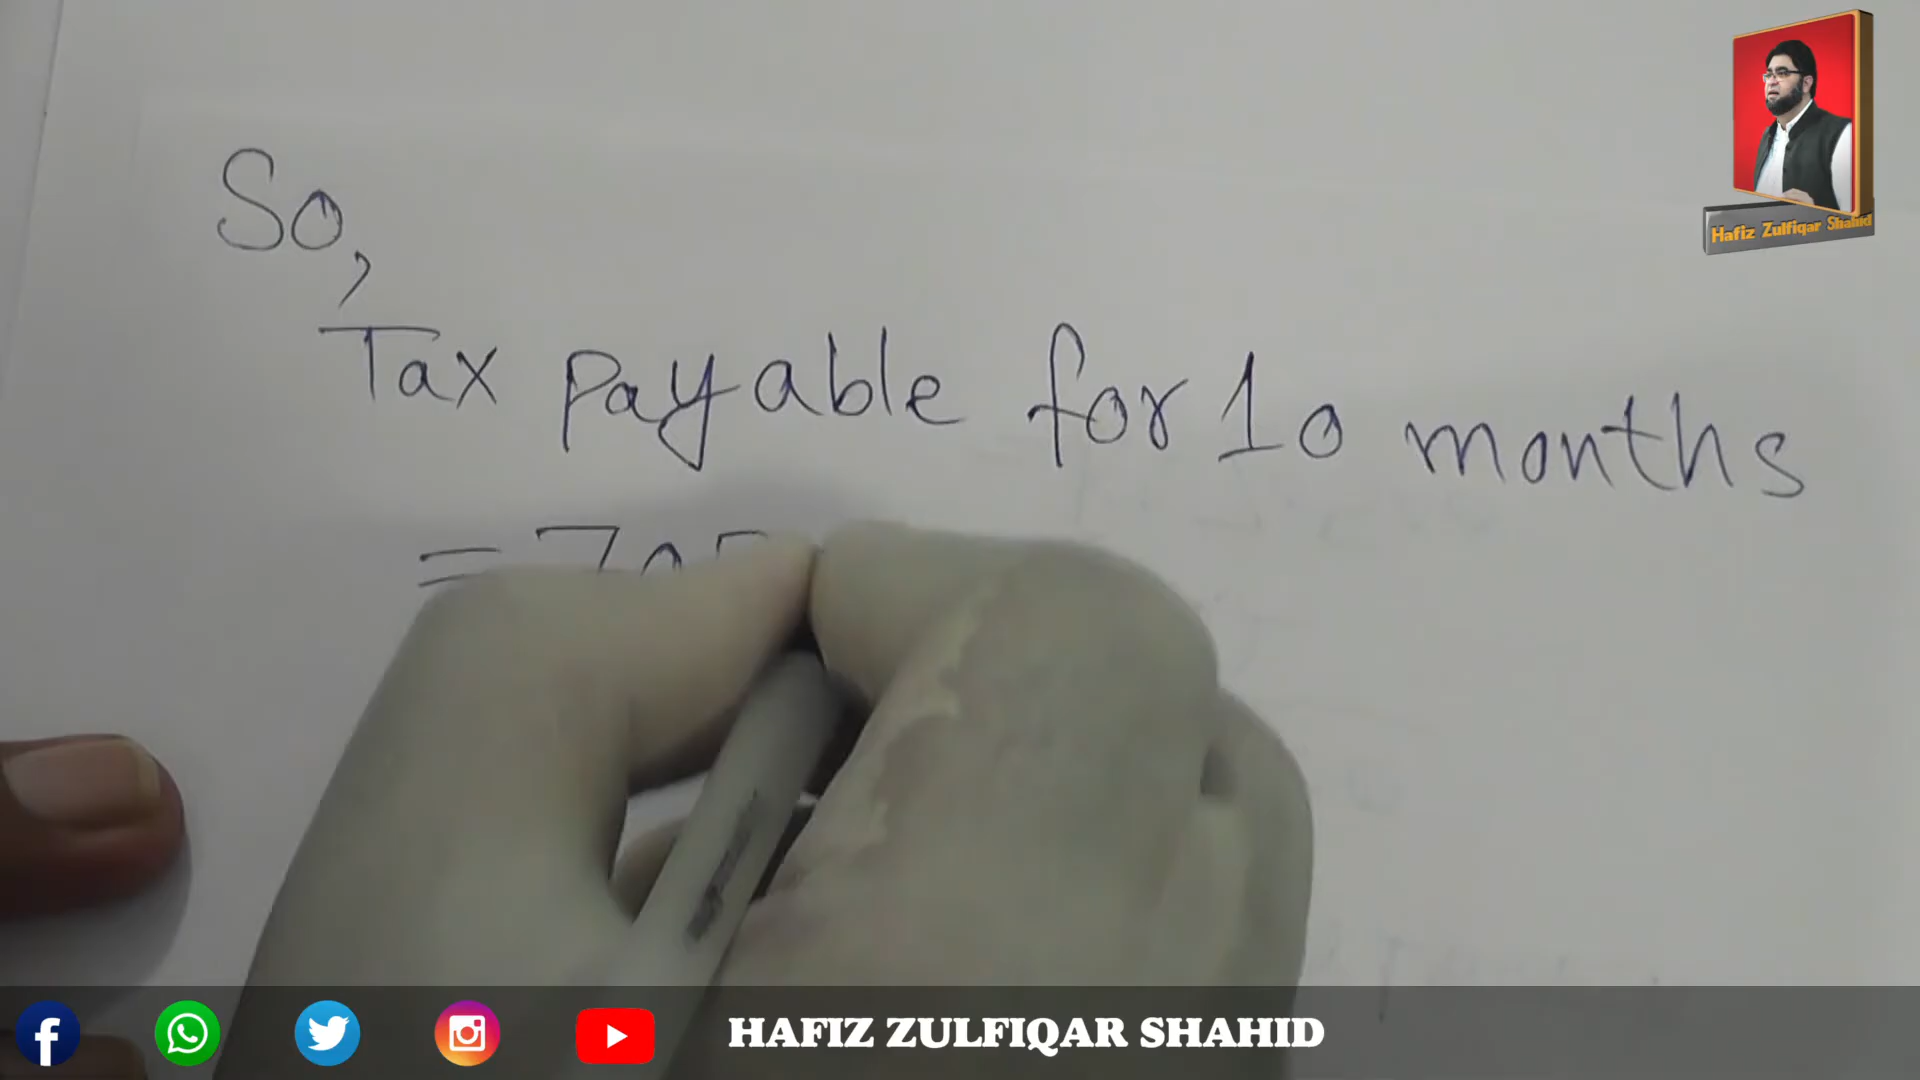 So,
Tax payable for 10 months
=
Hafiz Zulfiqar Shahid
HAFIZ ZULFIQAR SHAHID